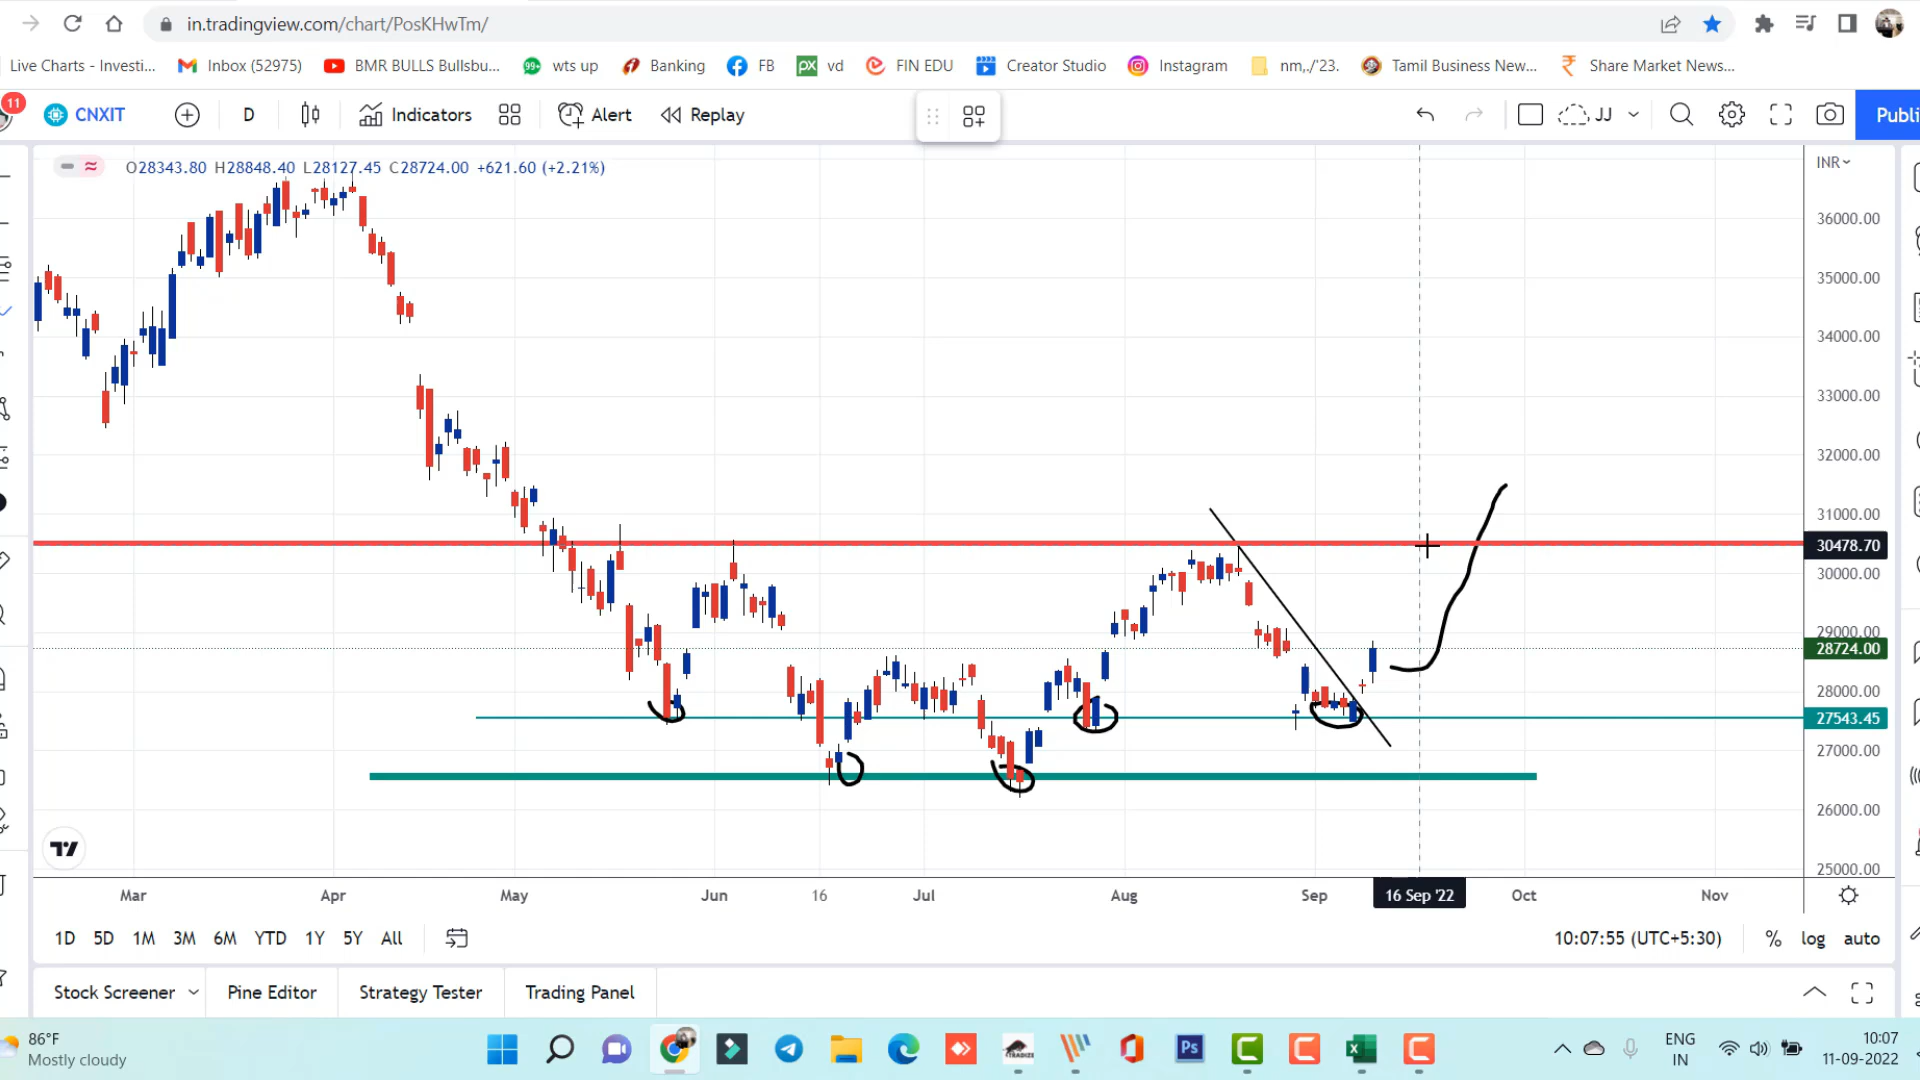 in.tradingview.com/chart/PosKHwTm/
Live Charts - Investi... Inbox (52975) BMR BULLS Bullsbu... 99+ wts up Banking FB px vd FIN EDU Creator Studio Instagram nm,./'23. Tamil Business New... Share Market News...
11 CNXIT D Indicators Alert Replay JJ Publi
O28343.80 H28848.40 L28127.45 C28724.00 +621.60 (+2.21%) INR
36000.00
35000.00
34000.00
33000.00
32000.00
31000.00
30478.70
30000.00
29000.00
28724.00
28000.00
27543.45
27000.00
26000.00
25000.00
Mar Apr May Jun 16 Jul Aug Sep 16 Sep '22 Oct Nov
1D 5D 1M 3M 6M YTD 1Y 5Y All 10:07:55 (UTC+5:30) % log auto
Stock Screener Pine Editor Strategy Tester Trading Panel
86°F
Mostly cloudy
Ps
ENG
IN
10:07
11-09-2022